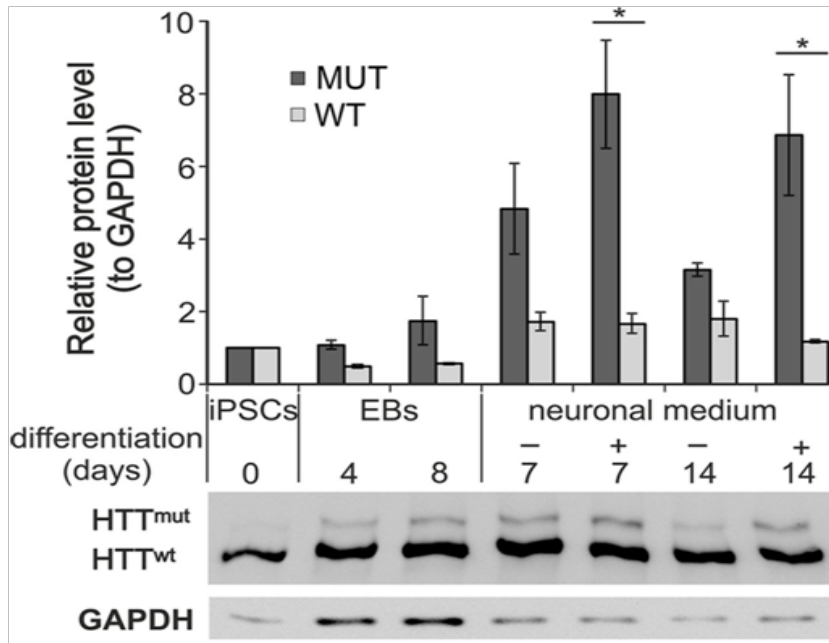 Relative protein level
(to GAPDH)
10
8
6
4
2
0
MUT
WT
*
*
iPSCs EBs neuronal medium
differentiation − + − +
(days) 0 4 8 7 7 14 14
HTTmut
HTTwt
GAPDH